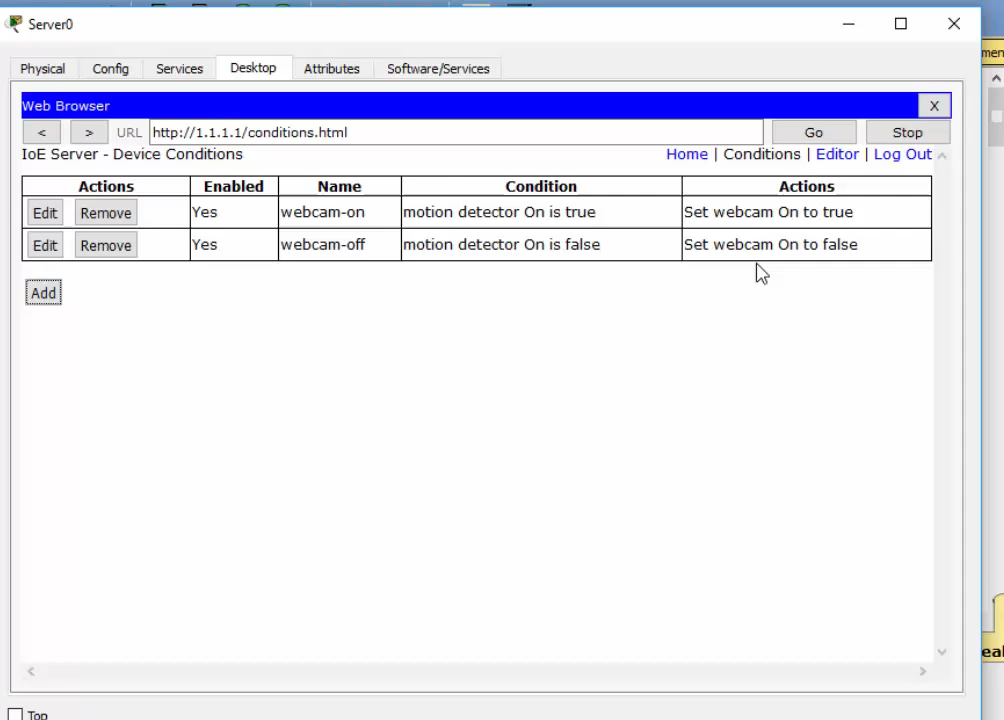 Server0
Physical Config Services Desktop Attributes Software/Services
Web Browser X
< > URL http://1.1.1.1/conditions.html Go Stop
IoE Server - Device Conditions Home | Conditions | Editor | Log Out
Actions Enabled Name Condition Actions
Edit Remove Yes webcam-on motion detector On is true Set webcam On to true
Edit Remove Yes webcam-off motion detector On is false Set webcam On to false
Add
Top